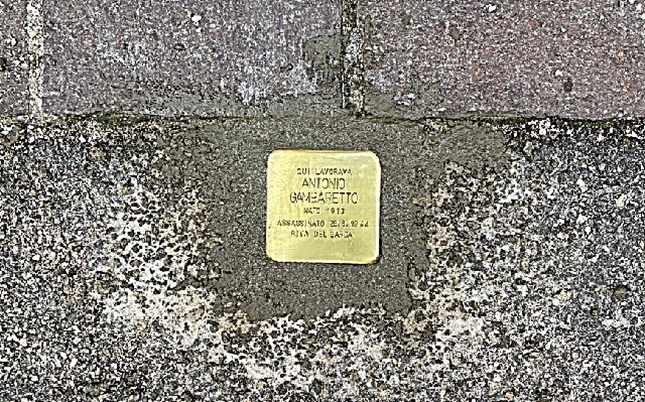 QUI LAVORAVA
ANTONIO
GAMBARETTO
NATO 1913
ASSASSINATO 28.6.1944
RIVA DEL GARDA